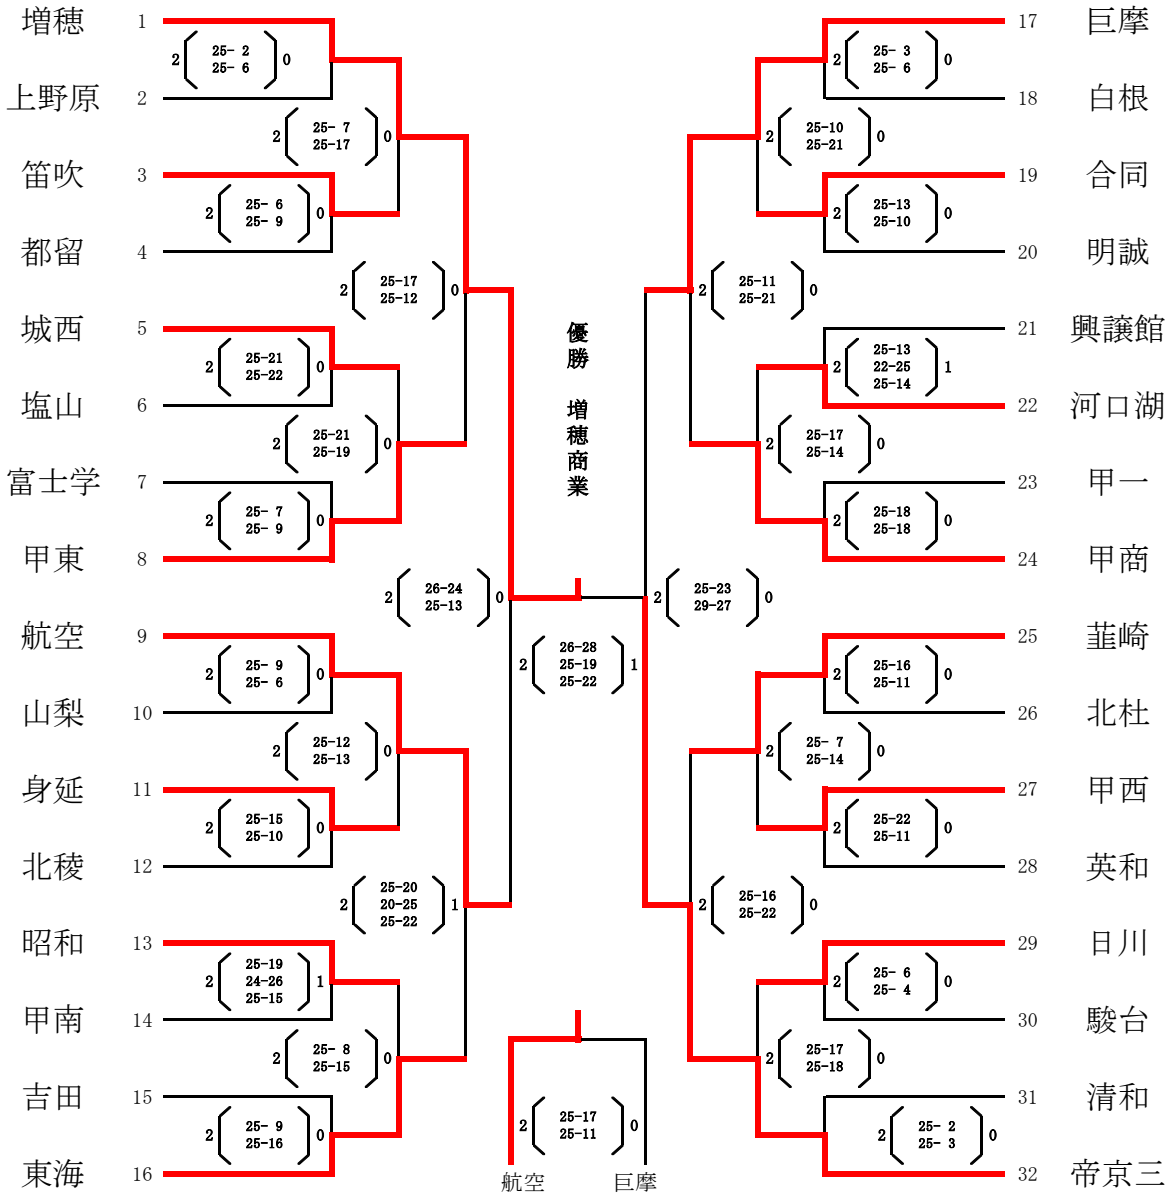 増穂 1
2 25- 2 0
25- 6
上野原 2
2 25- 7 0
25-17
笛吹 3
2 25- 6 0
25- 9
都留 4
2 25-17 0
25-12
城西 5
2 25-21 0
25-22
塩山 6
2 25-21 0
25-19
富士学 7
2 25- 7 0
25- 9
甲東 8
2 26-24 0
25-13
航空 9
2 25- 9 0
25- 6
山梨 10
2 25-12 0
25-13
身延 11
2 25-15 0
25-10
北稜 12
25-20
2 20-25 1
25-22
昭和 13
25-19
2 24-26 1
25-15
甲南 14
2 25- 8 0
25-15
吉田 15
2 25- 9 0
25-16
東海 16
優勝 増穂商業
26-28
2 25-19 1
25-22
2 25-17 0
25-11
航空 巨摩
17 巨摩
2 25- 3 0
25- 6
18 白根
2 25-10 0
25-21
19 合同
2 25-13 0
25-10
20 明誠
2 25-11 0
25-21
21 興譲館
25-13
2 22-25 1
25-14
22 河口湖
2 25-17 0
25-14
23 甲一
2 25-18 0
25-18
24 甲商
2 25-23 0
29-27
25 韮崎
2 25-16 0
25-11
26 北杜
2 25- 7 0
25-14
27 甲西
2 25-22 0
25-11
28 英和
2 25-16 0
25-22
29 日川
2 25- 6 0
25- 4
30 駿台
2 25-17 0
25-18
31 清和
2 25- 2 0
25- 3
32 帝京三